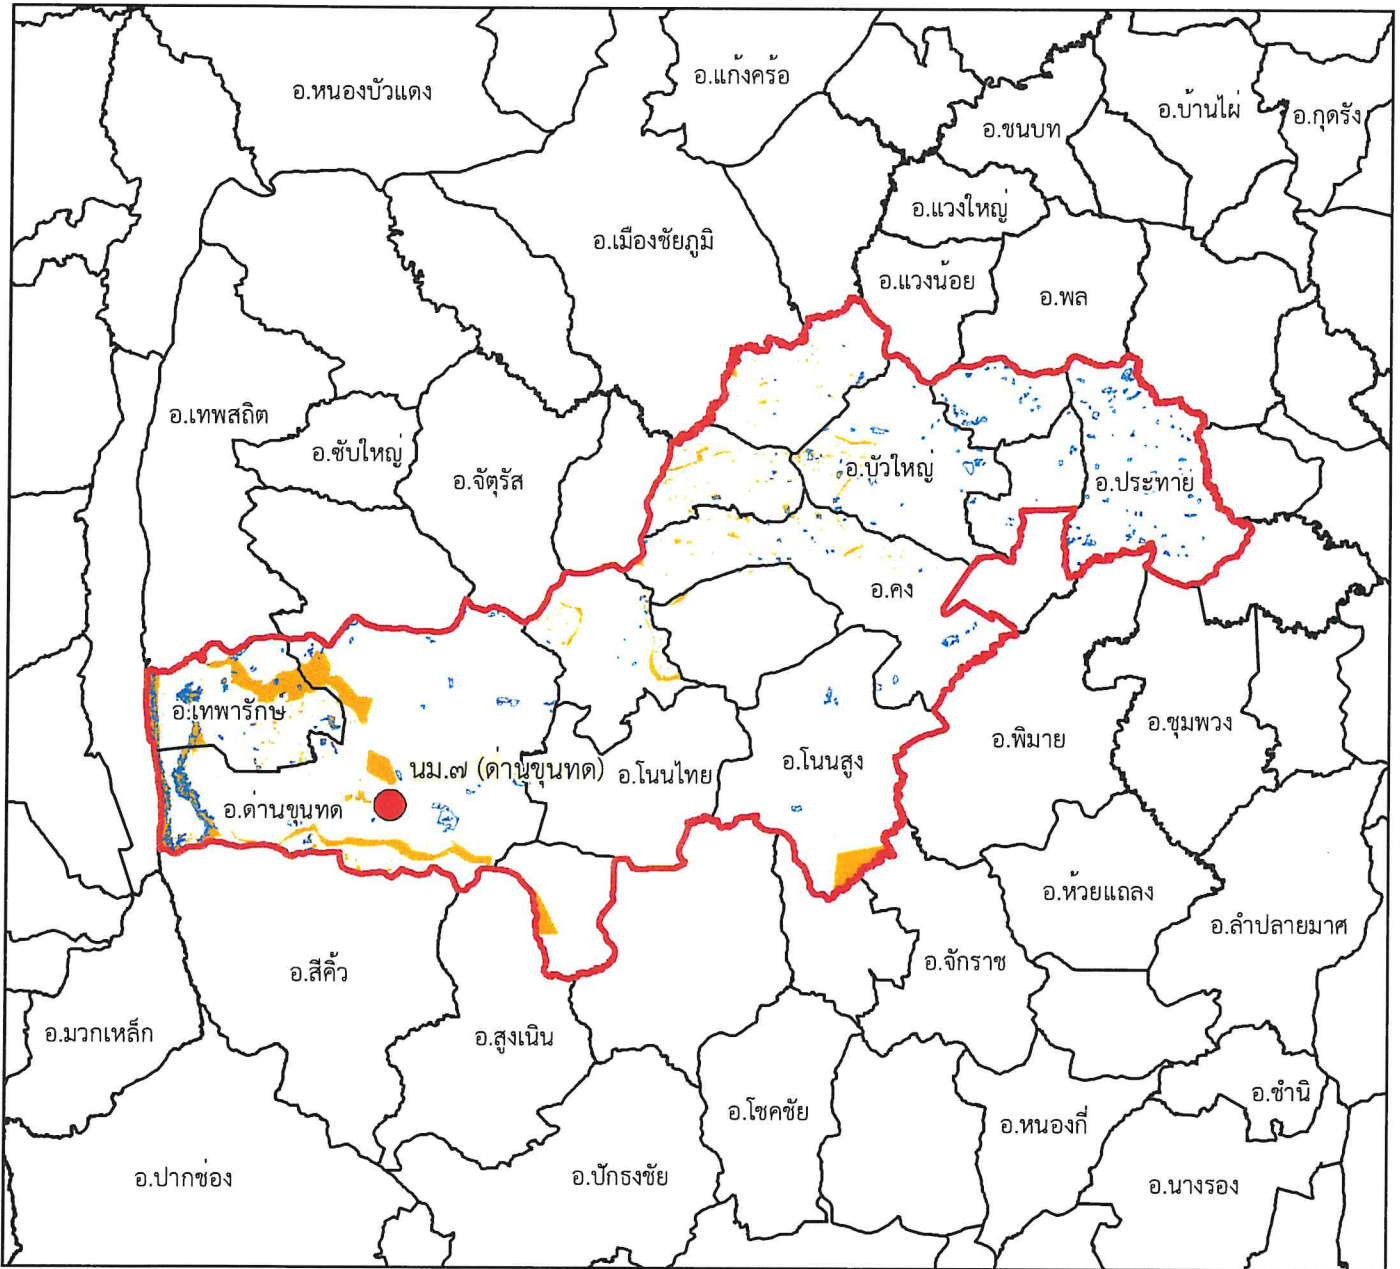 อ.แก้งคร้อ
อ.หนองบัวแดง
อ.บ้านไผ่
อ.กุดรัง
อ.ชนบท
อ.แวงใหญ่
อ.เมืองชัยภูมิ
อ.แวงน้อย
อ.พล
อ.เทพสถิต
อ.ซับใหญ่
อ.จัตุรัส
อ.บัวใหญ่
อ.ประทาย
อ.คง
อ.เทพารักษ์
อ.ชุมพวง
อ.พิมาย
อ.โนนสูง
นม.๗ (ด่านขุนทด)
อ.โนนไทย
อ.ด่านขุนทด
อ.ห้วยแถลง
อ.ลำปลายมาศ
อ.จักราช
อ.สีคิ้ว
อ.มวกเหล็ก
อ.สูงเนิน
อ.ชำนิ
อ.โชคชัย
อ.หนองกี่
อ.ปากช่อง
อ.ปักธงชัย
อ.นางรอง